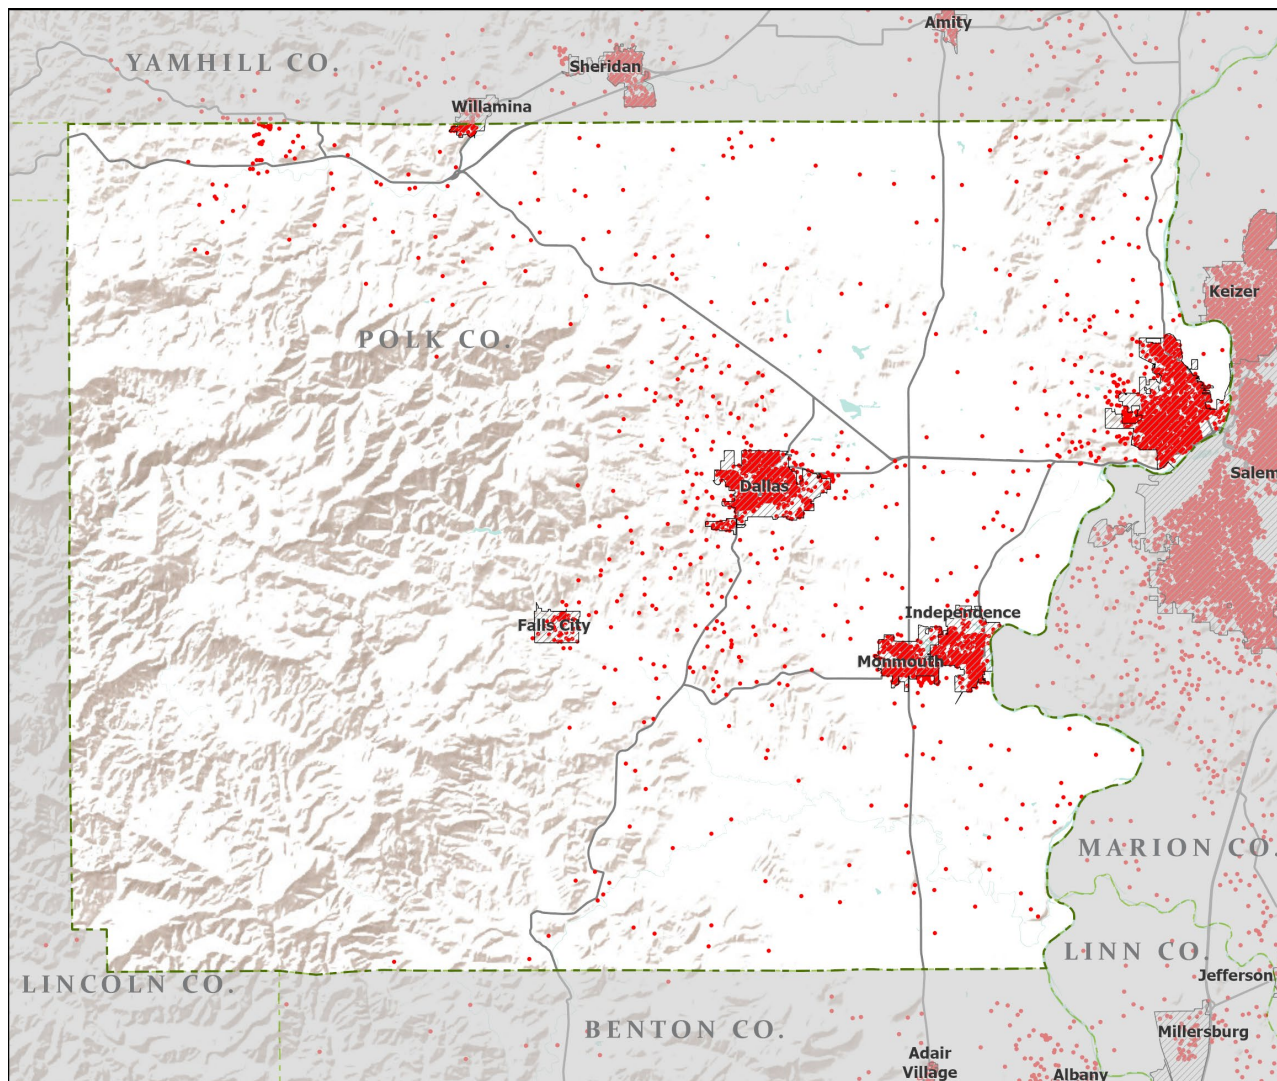 Amity
YAMHILL CO.
Sheridan
Willamina
Keizer
POLK CO.
Salem
Dallas
Independence
Falls City
Monmouth
MARION CO.
LINN CO.
Jefferson
LINCOLN CO.
BENTON CO.
Millersburg
Adair
Village
Albany